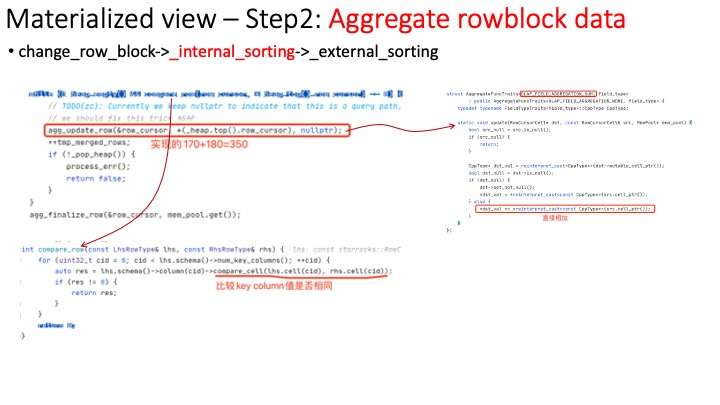 Materialized view – Step2: Aggregate rowblock data
• change_row_block->_internal_sorting->_external_sorting
// TODO(zc): Currently we keep nullptr to indicate that this is a query path,
// we should fix this trick ASAP
agg_update_row(&row_cursor, *(_heap.top().row_cursor), nullptr);
++tmp_merged_rows;
实现的 170+180=350
if (!_pop_heap()) {
process_err();
return false;
}
}
agg_finalize_row(&row_cursor, mem_pool.get());
int compare_row(const LhsRowType& lhs, const RhsRowType& rhs) { lhs: const starrocks::RowC
for (uint32_t cid = 0; cid < lhs.schema()->num_key_columns(); ++cid) {
auto res = lhs.schema()->column(cid)->compare_cell(lhs.cell(cid), rhs.cell(cid));
if (res != 0) {
比较key column值是否相同
return res;
}
}
}
struct AggregateFuncTraits<OLAP_FIELD_AGGREGATION_SUM, field_type>
: public AggregateFuncTraits<OLAP_FIELD_AGGREGATION_NONE, field_type> {
typedef typename FieldTypeTraits<field_type>::CppType CppType;
static void update(RowCursorCell* dst, const RowCursorCell& src, MemPool* mem_pool) {
bool src_null = src.is_null();
if (src_null) {
return;
}
CppType* dst_val = reinterpret_cast<CppType*>(dst->mutable_cell_ptr());
bool dst_null = dst->is_null();
if (dst_null) {
dst->set_not_null();
*dst_val = *reinterpret_cast<const CppType*>(src.cell_ptr());
} else {
*dst_val += *reinterpret_cast<const CppType*>(src.cell_ptr());
}
直接相加
}
};